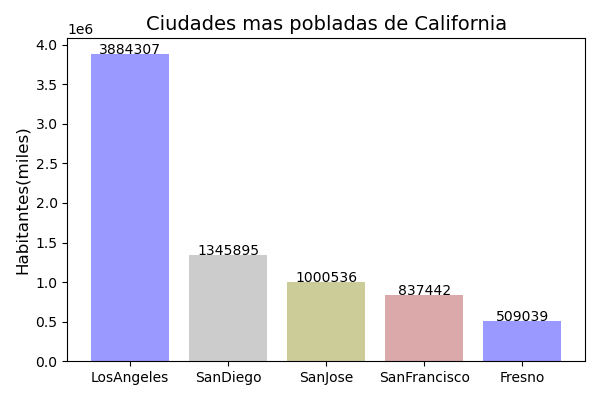 Ciudades mas pobladas de California
1e6
Habitantes(miles)
4.0
3.5
3.0
2.5
2.0
1.5
1.0
0.5
0.0
3884307
1345895
1000536
837442
509039
LosAngeles
SanDiego
SanJose
SanFrancisco
Fresno